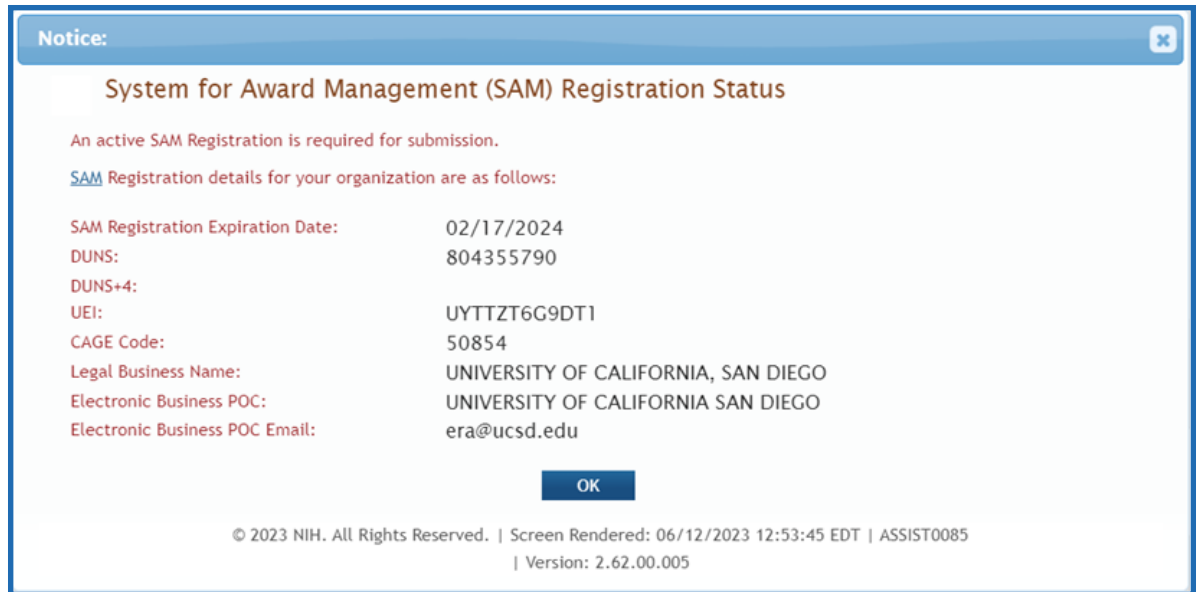 Notice:
System for Award Management (SAM) Registration Status
An active SAM Registration is required for submission.
SAM Registration details for your organization are as follows:
SAM Registration Expiration Date: 02/17/2024
DUNS: 804355790
DUNS+4:
UEI: UYTTZT6G9DT1
CAGE Code: 50854
Legal Business Name: UNIVERSITY OF CALIFORNIA, SAN DIEGO
Electronic Business POC: UNIVERSITY OF CALIFORNIA SAN DIEGO
Electronic Business POC Email: era@ucsd.edu
OK
© 2023 NIH. All Rights Reserved. | Screen Rendered: 06/12/2023 12:53:45 EDT | ASSIST0085
| Version: 2.62.00.005